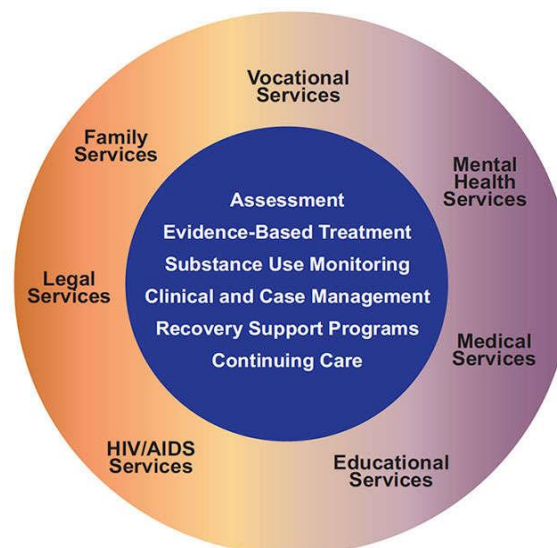 Vocational
Services
Family
Services
Mental
Health
Services
Assessment
Evidence-Based Treatment
Substance Use Monitoring
Clinical and Case Management
Recovery Support Programs
Continuing Care
Legal
Services
Medical
Services
HIV/AIDS
Services
Educational
Services